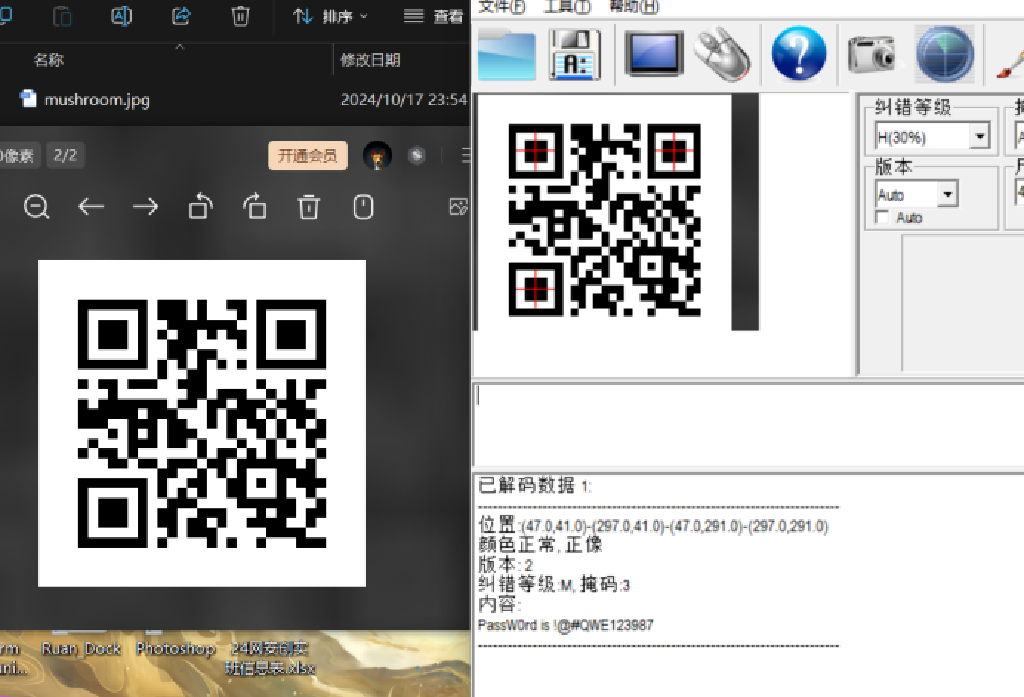 排序
查看
名称
修改日期
mushroom.jpg
2024/10/17 23:54
像素
2/2
开通会员
Ruan_Dock
Photoshop
24网安创实
班信息表.xlsx
文件(F) 工具(T) 帮助(H)
A:
纠错等级
H(30%)
版本
Auto
Auto
已解码数据 1:
位置:(47.0,41.0)-(297.0,41.0)-(47.0,291.0)-(297.0,291.0)
颜色正常, 正像
版本: 2
纠错等级:M, 掩码:3
内容:
PassW0rd is !@#QWE123987